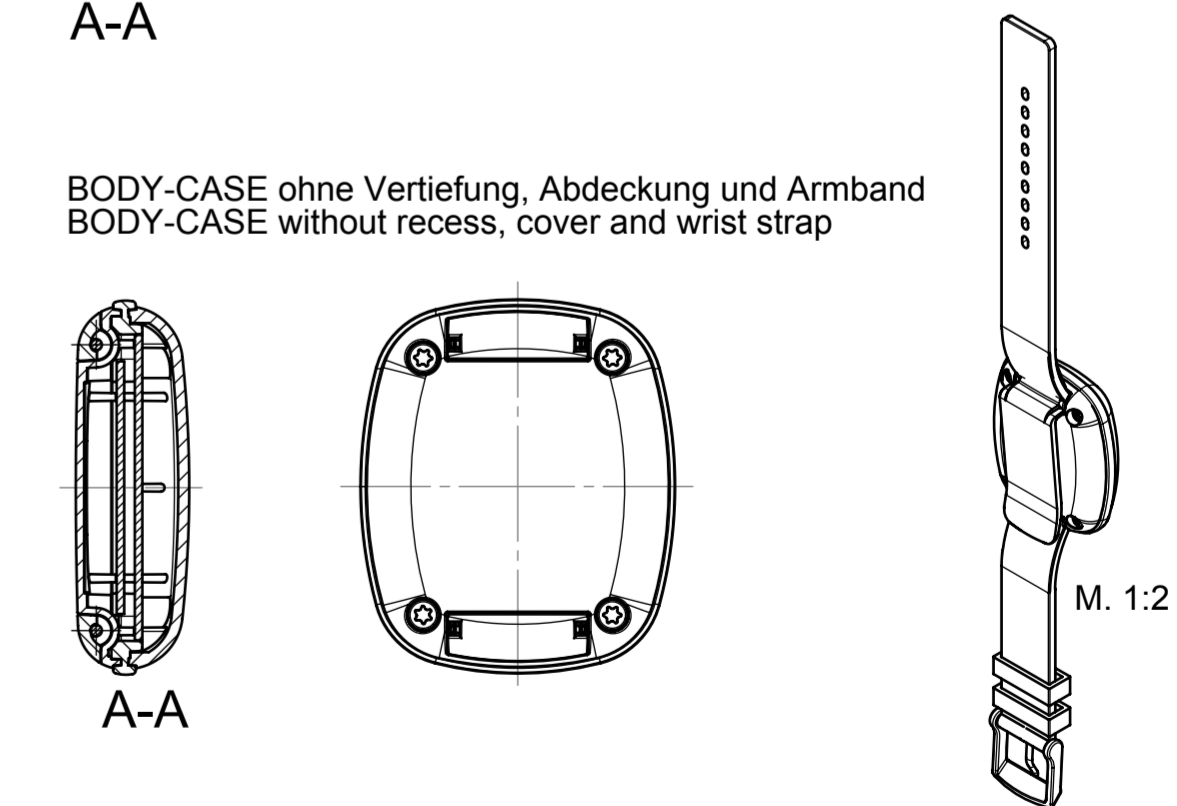 A-A
BODY-CASE ohne Vertiefung, Abdeckung und Armband
BODY-CASE without recess, cover and wrist strap
M. 1:2
A-A